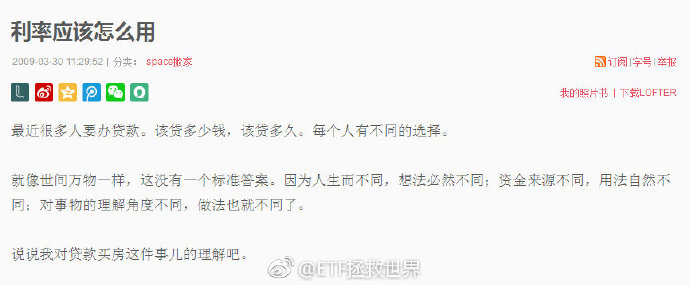 利率应该怎么用
2009-03-30 11:29:52 | 分类： space搬家
订阅 | 字号 | 举报
我的照片书 | 下载LOFTER
最近很多人要办贷款。该贷多少钱，该贷多久。每个人有不同的选择。
就像世间万物一样，这没有一个标准答案。因为人生而不同，想法必然不同；资金来源不同，用法自然不
同；对事物的理解角度不同，做法也就不同了。
说说我对贷款买房这件事儿的理解吧。
@ETF拯救世界